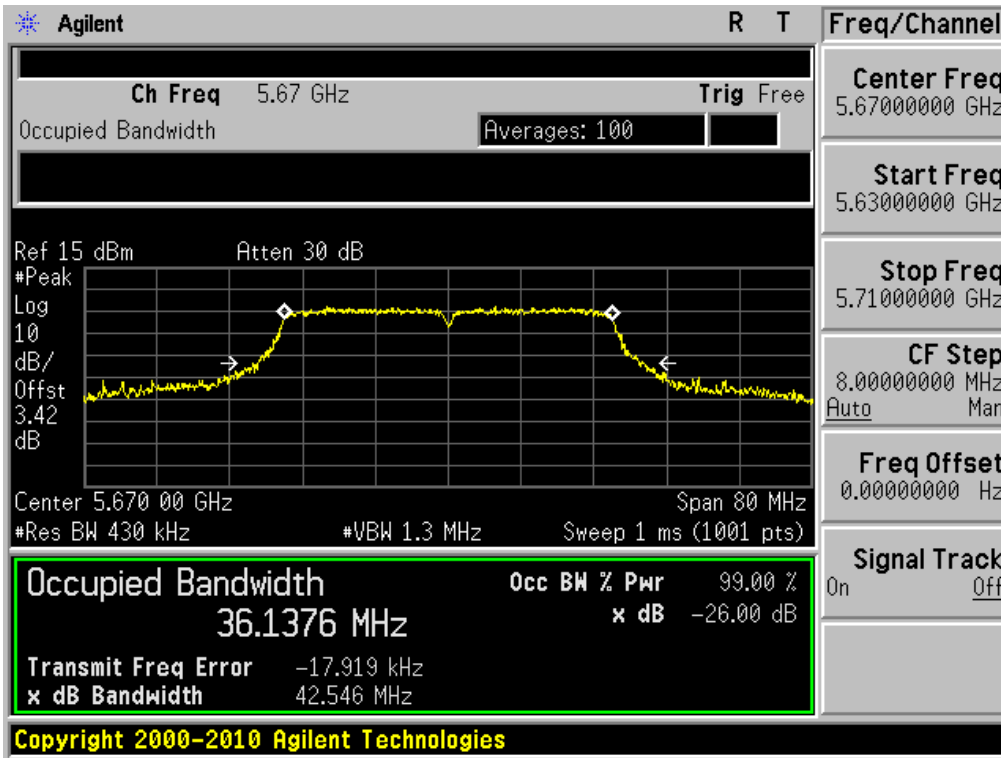 Agilent R T
Ch Freq 5.67 GHz Trig Free
Occupied Bandwidth Averages: 100
Ref 15 dBm Atten 30 dB
#Peak
Log
10
dB/
Offst
3.42
dB
Center 5.670 00 GHz Span 80 MHz
#Res BW 430 kHz #VBW 1.3 MHz Sweep 1 ms (1001 pts)
Occupied Bandwidth Occ BW % Pwr 99.00 %
36.1376 MHz x dB -26.00 dB
Transmit Freq Error -17.919 kHz
x dB Bandwidth 42.546 MHz
Copyright 2000-2010 Agilent Technologies
Freq/Channel
Center Freq
5.67000000 GHz
Start Freq
5.63000000 GHz
Stop Freq
5.71000000 GHz
CF Step
8.00000000 MHz
Auto Man
Freq Offset
0.00000000 Hz
Signal Track
On Off